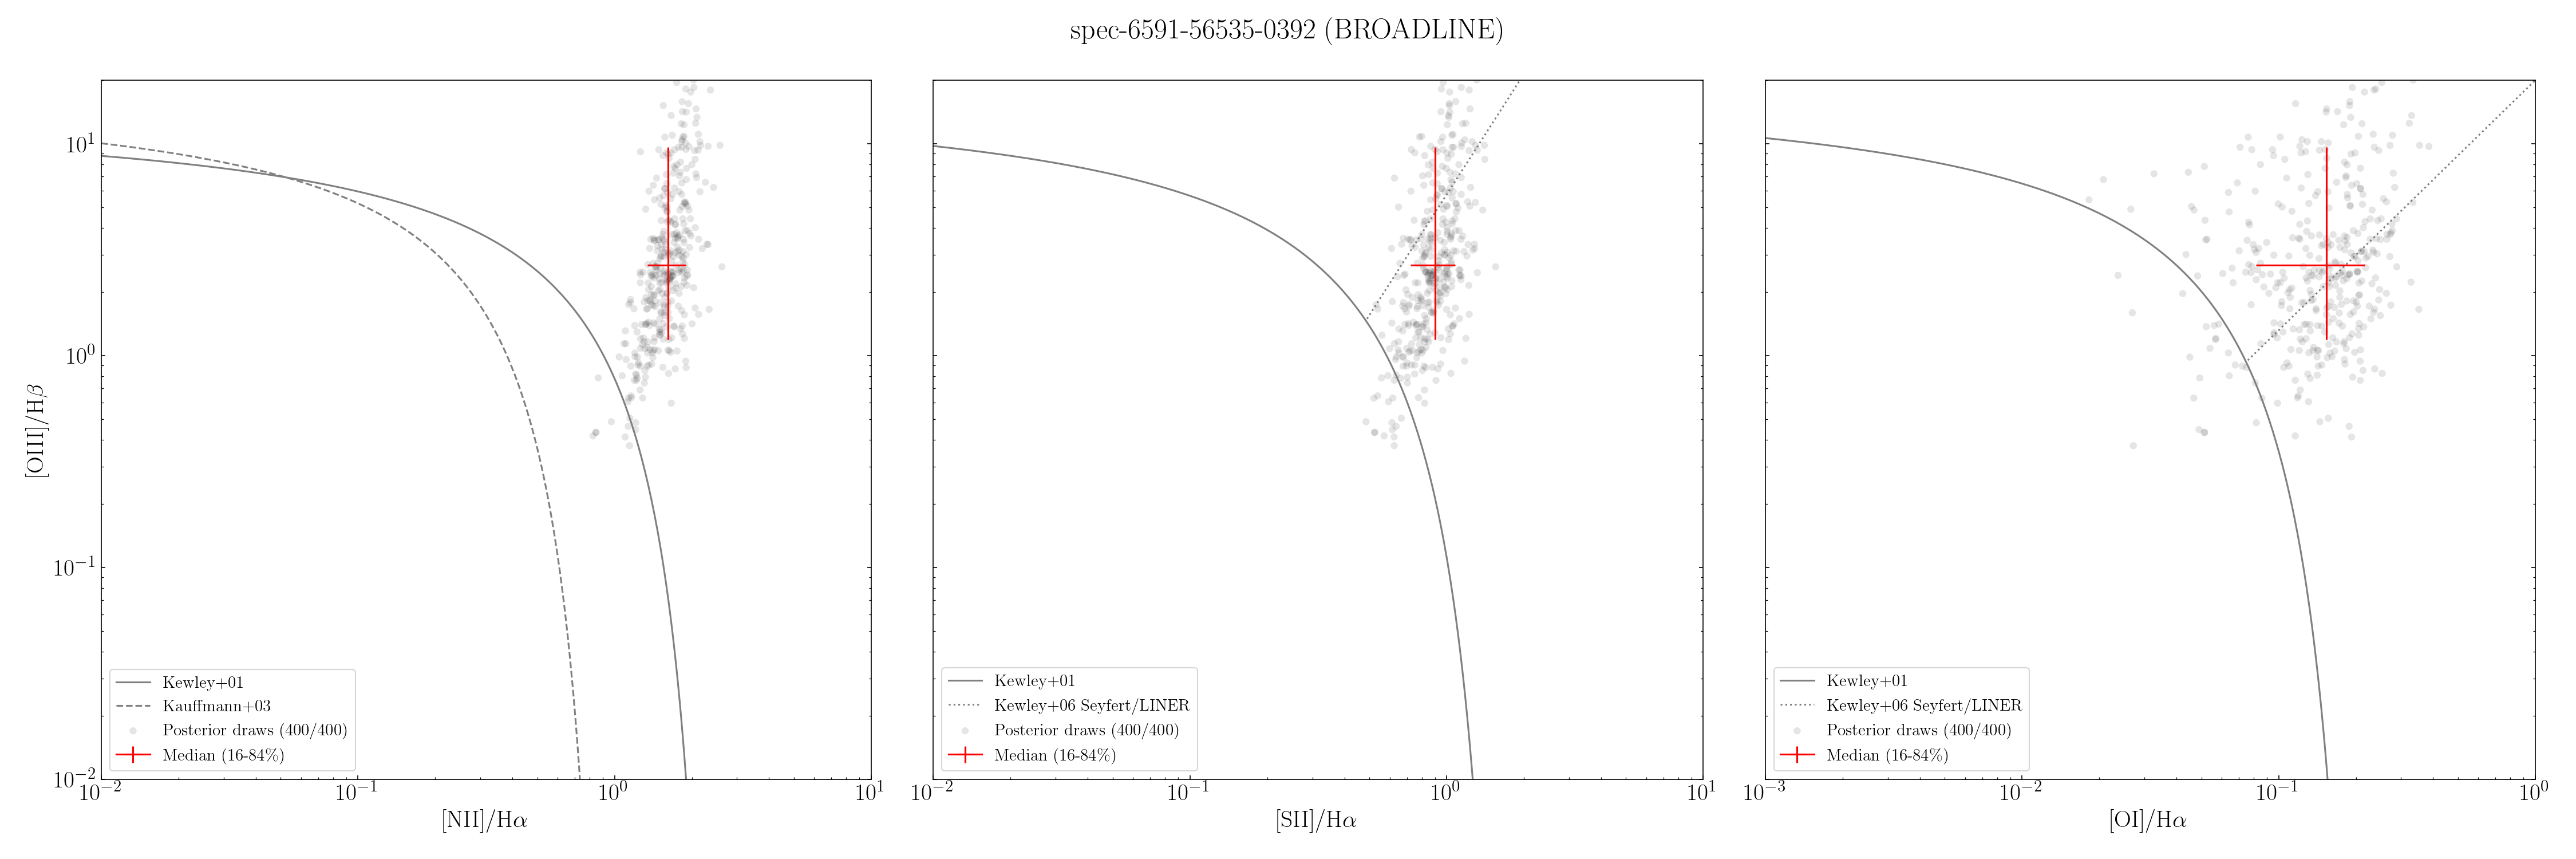 spec-6591-56535-0392 (BROADLINE)
[OIII]/Hβ
10^1
10^0
10^-1
10^-2
Kewley+01
Kauffmann+03
Posterior draws (400/400)
Median (16-84%)
10^-2
10^-1
10^0
10^1
[NII]/Hα
Kewley+01
Kewley+06 Seyfert/LINER
Posterior draws (400/400)
Median (16-84%)
10^-2
10^-1
10^0
10^1
[SII]/Hα
Kewley+01
Kewley+06 Seyfert/LINER
Posterior draws (400/400)
Median (16-84%)
10^-3
10^-2
10^-1
10^0
[OI]/Hα